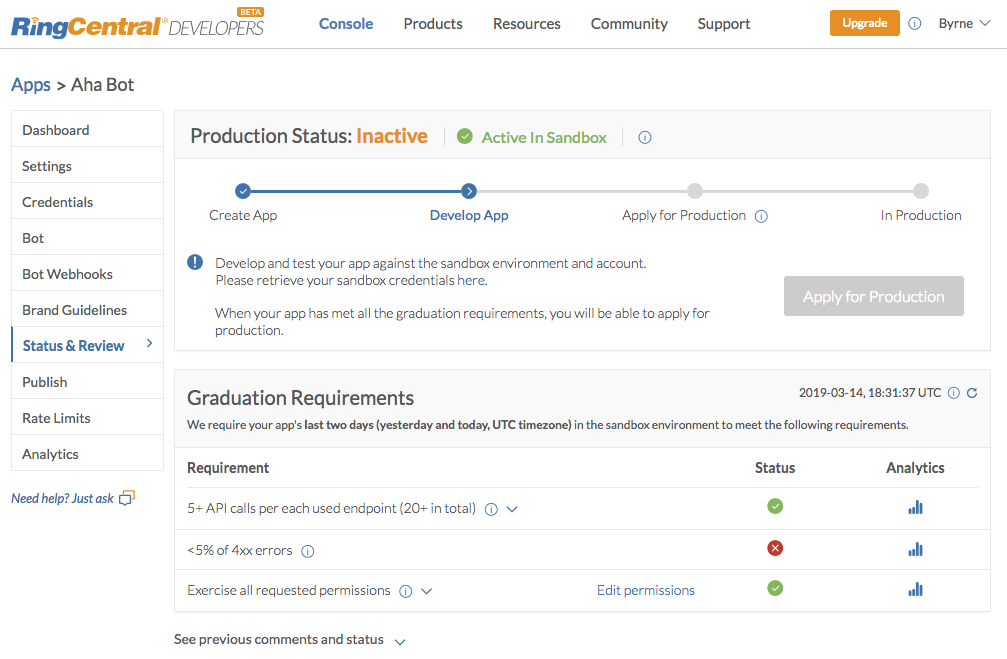 RingCentral® DEVELOPERS BETA
Console Products Resources Community Support
Upgrade Byrne
Apps > Aha Bot
Dashboard
Settings
Credentials
Bot
Bot Webhooks
Brand Guidelines
Status & Review
Publish
Rate Limits
Analytics
Need help? Just ask
Production Status: Inactive Active In Sandbox
Create App Develop App Apply for Production In Production
Develop and test your app against the sandbox environment and account.
Please retrieve your sandbox credentials here.
When your app has met all the graduation requirements, you will be able to apply for
production.
Apply for Production
Graduation Requirements 2019-03-14, 18:31:37 UTC
We require your app's last two days (yesterday and today, UTC timezone) in the sandbox environment to meet the following requirements.
Requirement Status Analytics
5+ API calls per each used endpoint (20+ in total)
<5% of 4xx errors
Exercise all requested permissions Edit permissions
See previous comments and status